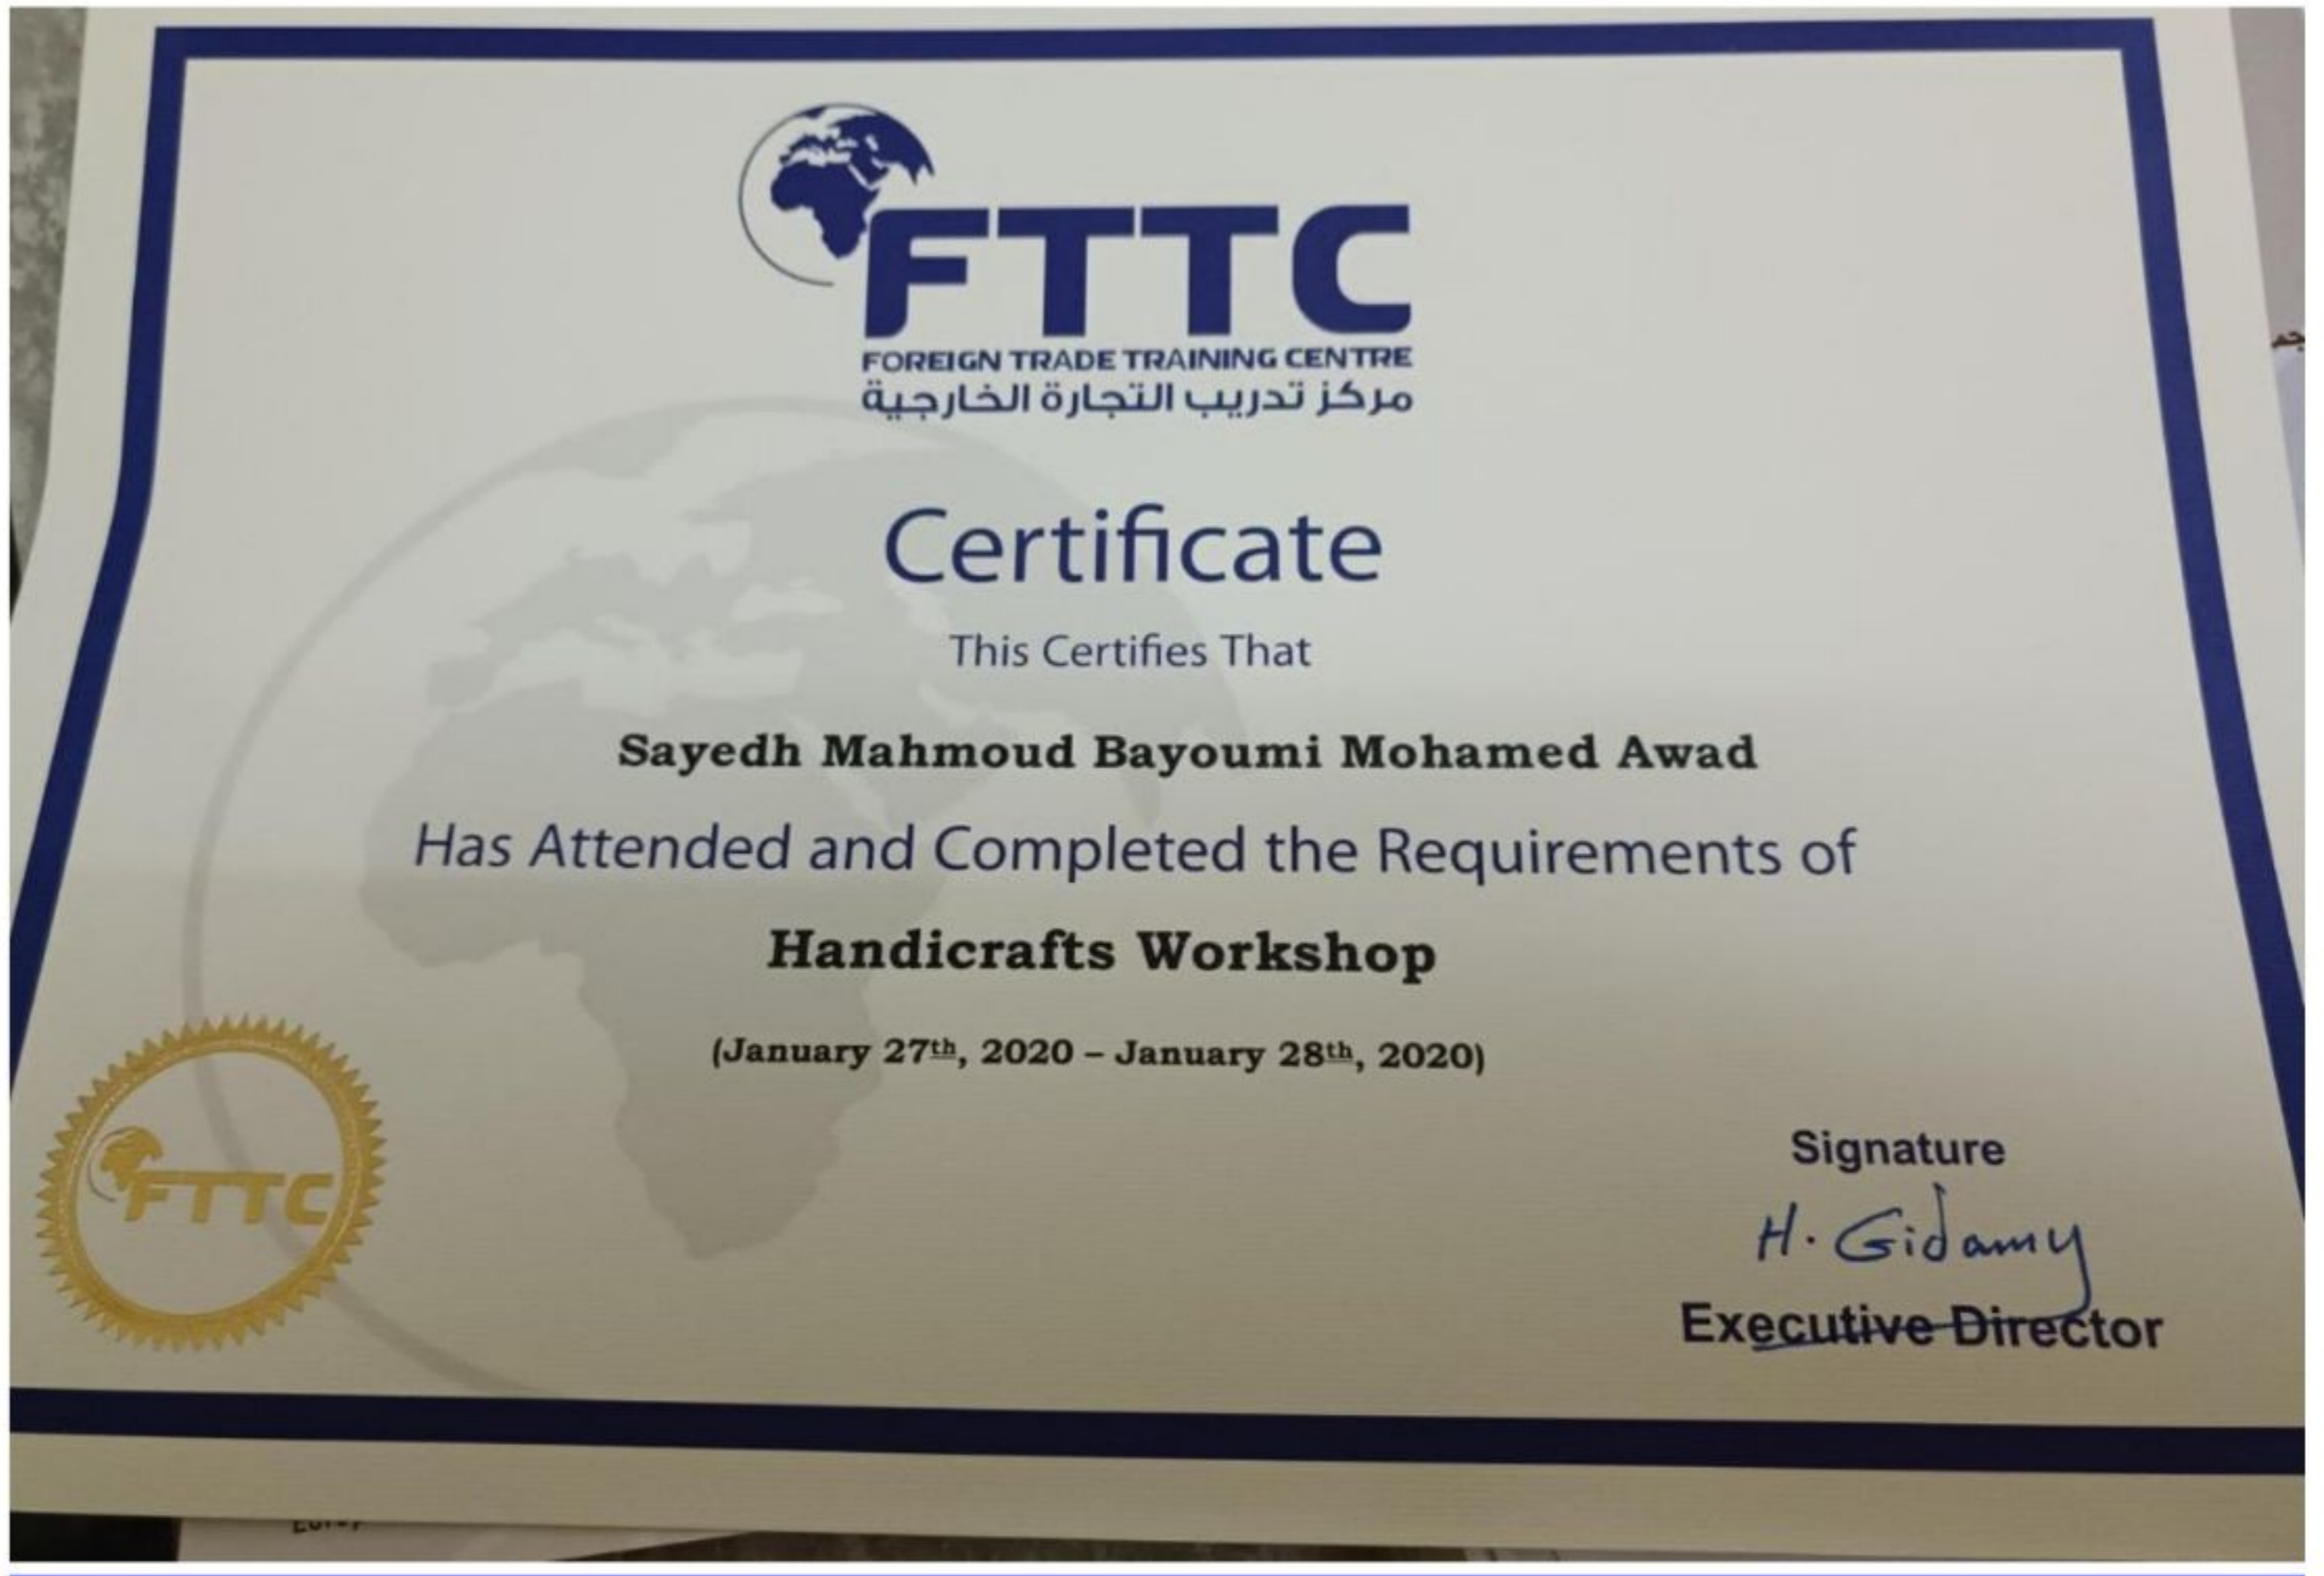 FTTC
FOREIGN TRADE TRAINING CENTRE
مركز تدريب التجارة الخارجية
Certificate
This Certifies That
Sayedh Mahmoud Bayoumi Mohamed Awad
Has Attended and Completed the Requirements of
Handicrafts Workshop
(January 27th, 2020 – January 28th, 2020)
FTTC
Signature
H. Gidamy
Executive Director